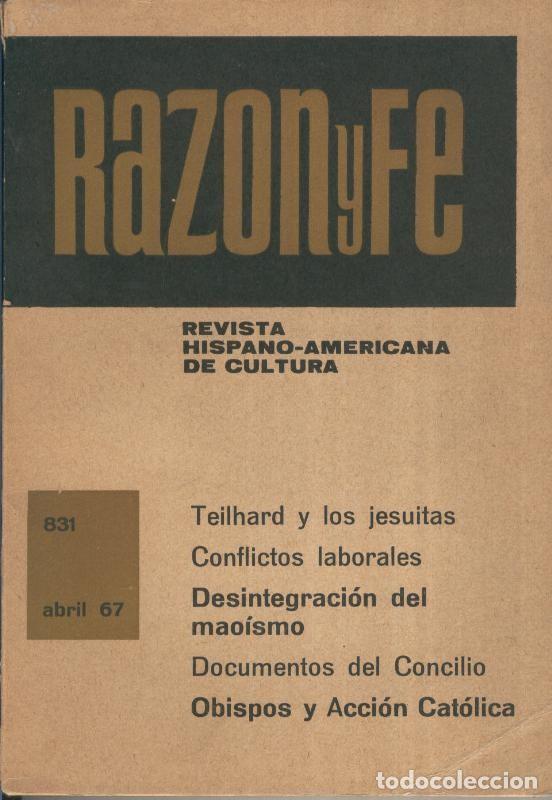 RazonyFe
REVISTA
HISPANO-AMERICANA
DE CULTURA
831
abril 67
Teilhard y los jesuitas
Conflictos laborales
Desintegración del
maoísmo
Documentos del Concilio
Obispos y Acción Católica
todocoleccion